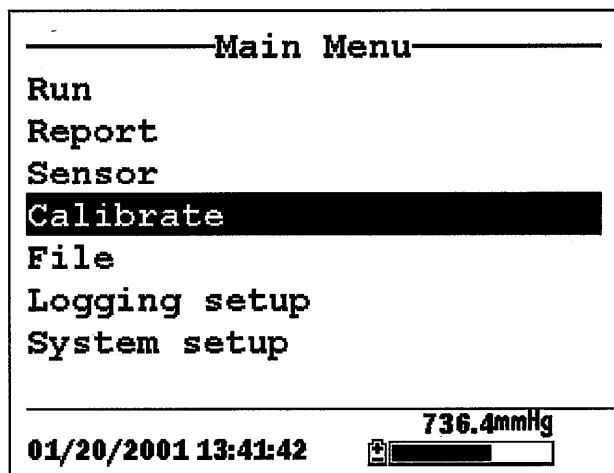 Main Menu
Run
Report
Sensor
Calibrate
File
Logging setup
System setup
736.4mmHg
01/20/2001 13:41:42